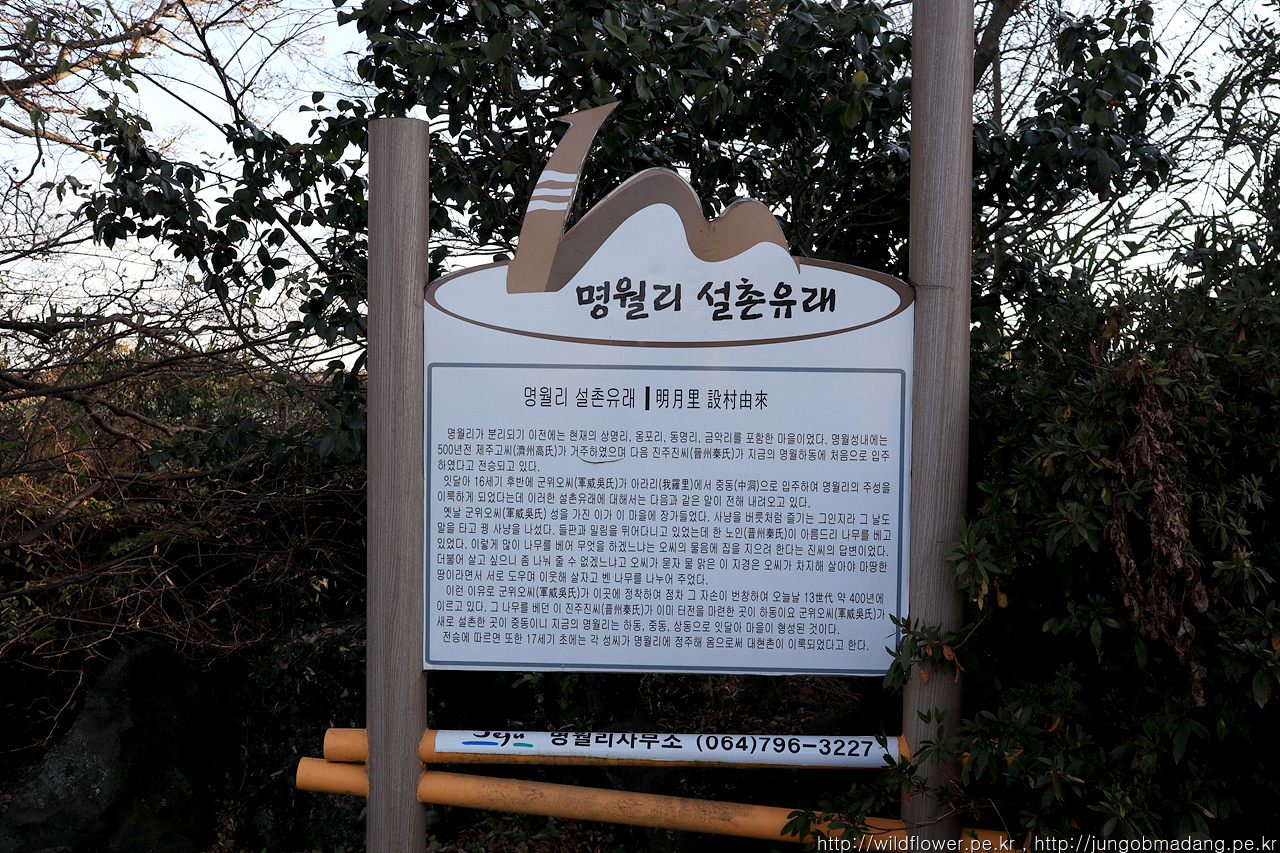 명월리 설촌유래
명월리 설촌유래 ┃明月里 設村由來
명월리가 분리되기 이전에는 현재의 상명리, 옹포리, 동명리, 금악리를 포함한 마을이었다. 명월성내에는
500년전 제주고씨(濟州高氏)가 거주하였으며 다음 진주진씨(晉州秦氏)가 지금의 명월하동에 처음으로 입주
하였다고 전승되고 있다.
잇달아 16세기 후반에 군위오씨(軍威吳氏)가 아라리(我羅里)에서 중동(中洞)으로 입주하여 명월리의 주성을
이룩하게 되었다는데 이러한 설촌유래에 대해서는 다음과 같은 말이 전해 내려오고 있다.
옛날 군위오씨(軍威吳氏) 성을 가진 이가 이 마을에 장가들었다. 사냥을 버릇처럼 즐기는 그인지라 그 날도
말을 타고 꿩 사냥을 나섰다. 들판과 밀림을 뛰어다니고 있었는데 한 노인(晉州秦氏)이 아름드리 나무를 베고
있었다. 이렇게 많이 나무를 베어 무엇을 하겠느냐는 오씨의 물음에 집을 지으려 한다는 진씨의 답변이었다.
더불어 살고 싶으니 좀 나눠 줄 수 없겠느냐고 오씨가 묻자 물 맑은 이 지경은 오씨가 차지해 살아야 마땅한
땅이라면서 서로 도우며 이웃해 살자고 벤 나무를 나누어 주었다.
이런 이유로 군위오씨(軍威吳氏)가 이곳에 정착하여 점차 그 자손이 번창하여 오늘날 13世代 약 400년에
이르고 있다. 그 나무를 베던 이 진주진씨(晉州秦氏)가 이미 터전을 마련한 곳이 하동이요 군위오씨(軍威吳氏)가
새로 설촌한 곳이 중동이니 지금의 명월리는 하동, 중동, 상동으로 잇달아 마을이 형성된 것이다.
전승에 따르면 또한 17세기 초에는 각 성씨가 명월리에 정주해 옴으로써 대현촌이 이룩되었다고 한다.
명월리사무소 (064)796-3227
http://wildflower.pe.kr , http://jungobmadang.pe.kr